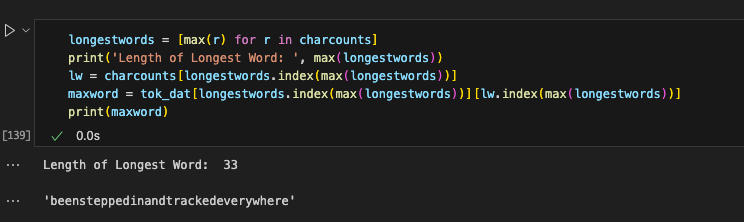 longestwords = [max(r) for r in charcounts]
print('Length of Longest Word: ', max(longestwords))
lw = charcounts[longestwords.index(max(longestwords))]
maxword = tok_dat[longestwords.index(max(longestwords))][lw.index(max(longestwords))]
print(maxword)
[139] 0.0s
... Length of Longest Word:  33
... 'beensteppedinandtrackedeverywhere'